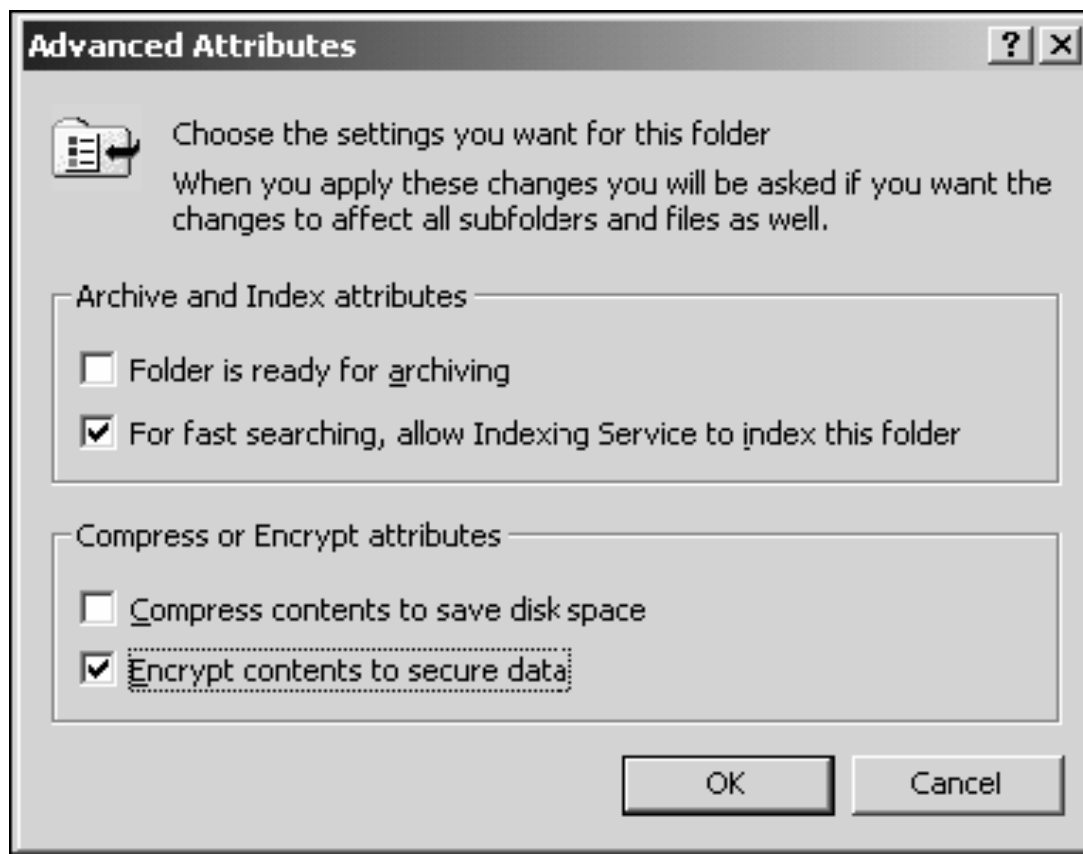 Advanced Attributes
?
Choose the settings you want for this folder
When you apply these changes you will be asked if you want the
changes to affect all subfolders and files as well.
Archive and Index attributes
Folder is ready for archiving
For fast searching, allow Indexing Service to index this folder
Compress or Encrypt attributes
Compress contents to save disk space
Encrypt contents to secure data
OK Cancel